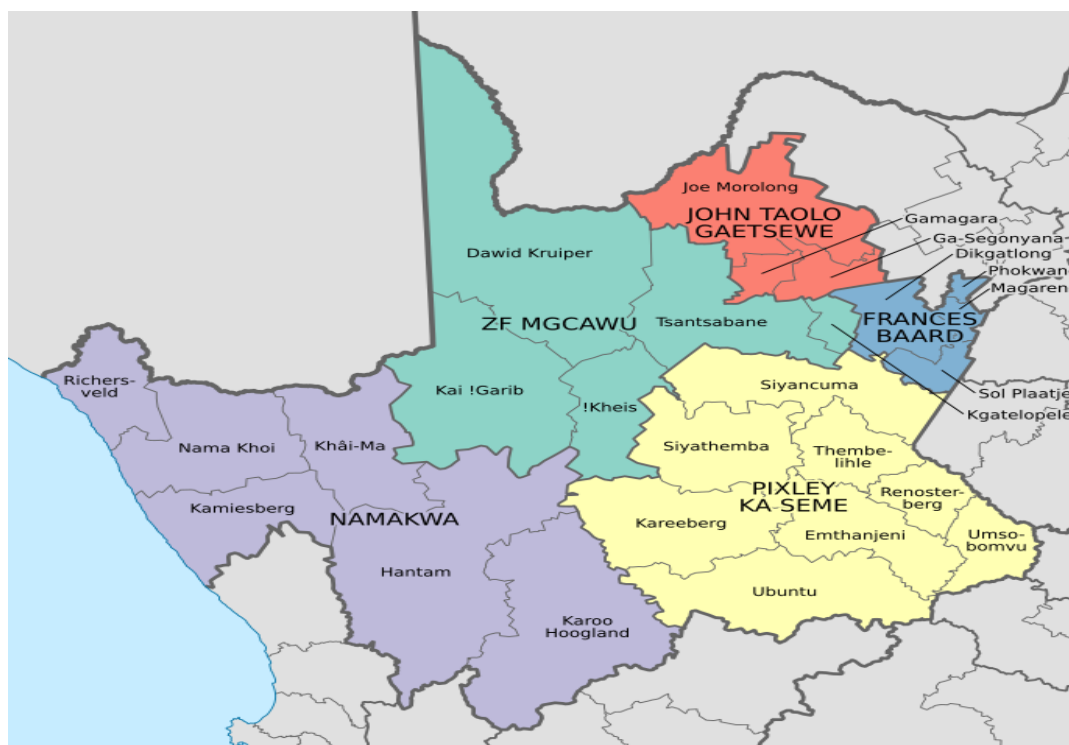 Joe Morolong
JOHN TAOLO
GAETSEWE
Gamagara
Ga-Segonyana
Dikgatlong
Phokwan
Magaren
Dawid Kruiper
ZF MGCAWU
Tsantsabane
FRANCES
BAARD
Richers-
veld
Kai !Garib
!Kheis
Siyancuma
Sol Plaatje
Kgatelopele
Nama Khoi
Khâi-Ma
Siyathemba
Thembe-
lihle
Kamiesberg
NAMAKWA
PIXLEY
KA SEME
Renoster-
berg
Kareeberg
Emthanjeni
Umso-
bomvu
Hantam
Ubuntu
Karoo
Hoogland